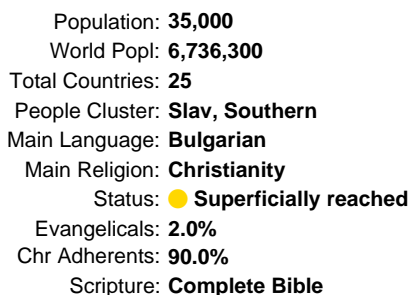 Population: 35,000
World Popl: 6,736,300
Total Countries: 25
People Cluster: Slav, Southern
Main Language: Bulgarian
Main Religion: Christianity
Status: Superficially reached
Evangelicals: 2.0%
Chr Adherents: 90.0%
Scripture: Complete Bible